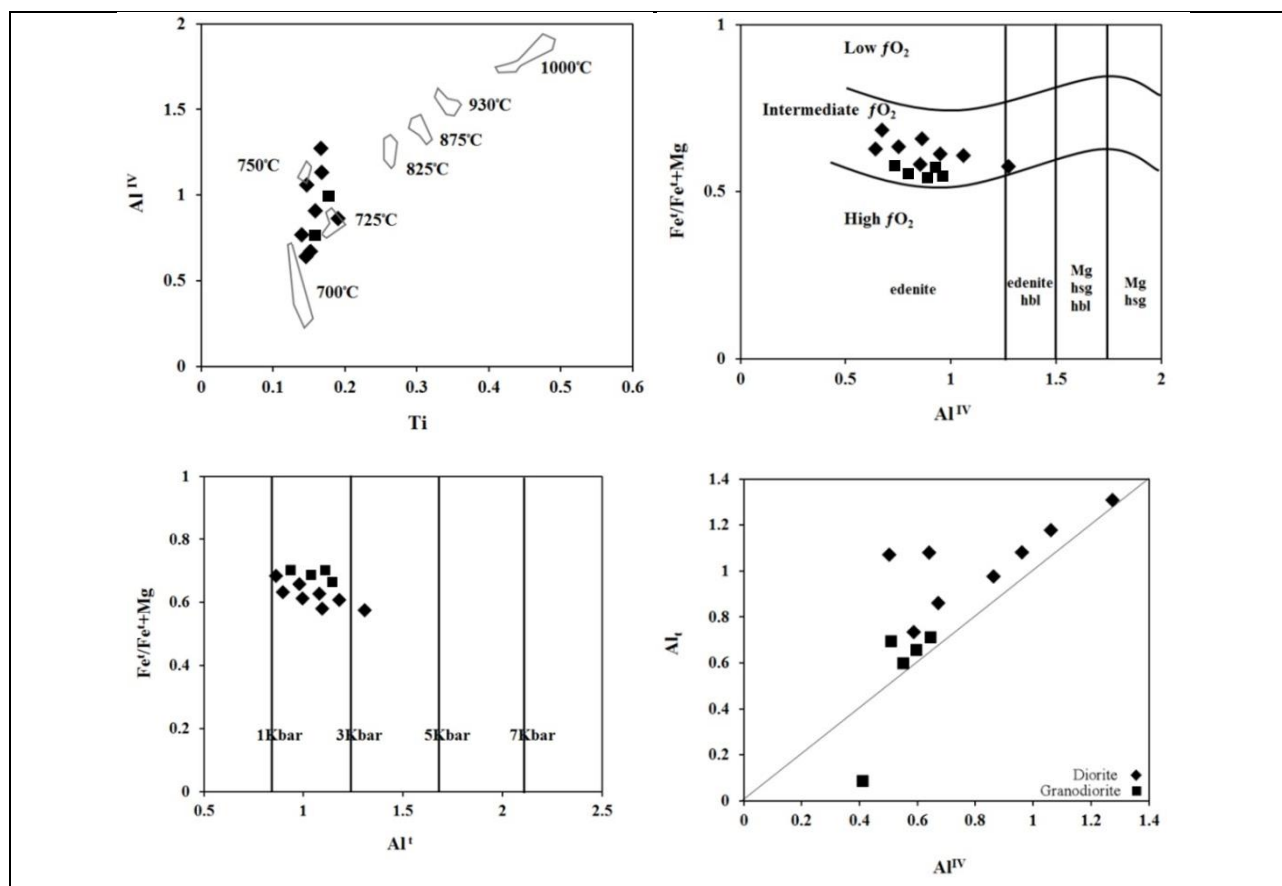 2
1.5
1
0.5
0
Al IV
1000℃
930℃
875℃
825℃
750℃
725℃
700℃
0 0.1 0.2 0.3 0.4 0.5 0.6
Ti
1
0.5
0
Feᵗ/Feᵗ+Mg
Low ƒO₂
Intermediate ƒO₂
High ƒO₂
edenite
edenite
hbl
Mg
hsg
hbl
Mg
hsg
0 0.5 1 1.5 2
Al IV
1
0.8
0.6
0.4
0.2
0
Feᵗ/Feᵗ+Mg
1Kbar 3Kbar 5Kbar 7Kbar
0.5 1 1.5 2 2.5
Al ᵗ
1.4
1.2
1
0.8
0.6
0.4
0.2
0
Alₜ
Diorite
Granodiorite
0 0.2 0.4 0.6 0.8 1 1.2 1.4
Al IV